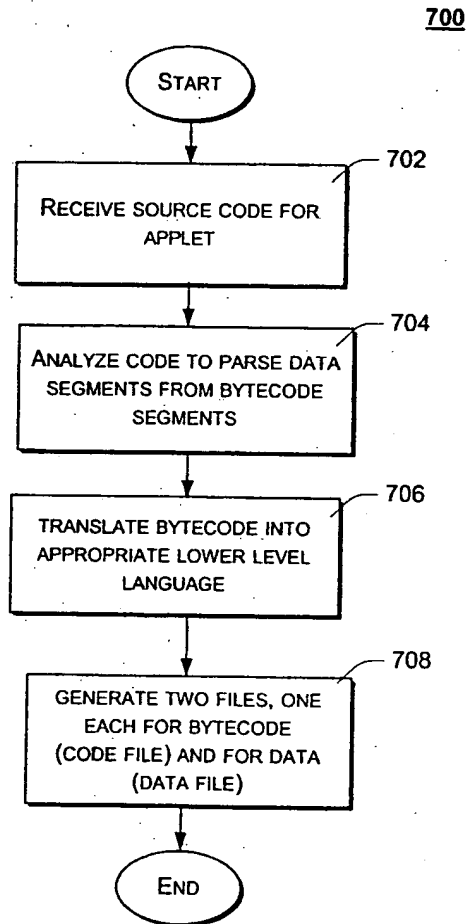 700
START
702
RECEIVE SOURCE CODE FOR
APPLET
704
ANALYZE CODE TO PARSE DATA
SEGMENTS FROM BYTECODE
SEGMENTS
706
TRANSLATE BYTECODE INTO
APPROPRIATE LOWER LEVEL
LANGUAGE
708
GENERATE TWO FILES, ONE
EACH FOR BYTECODE
(CODE FILE) AND FOR DATA
(DATA FILE)
END